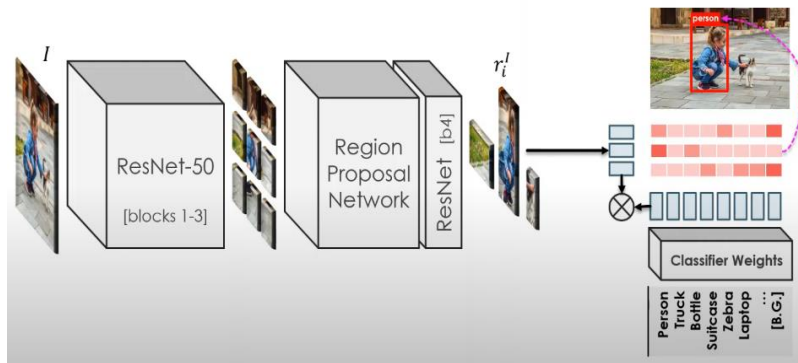 I
ResNet-50
[blocks 1-3]
Region
Proposal
Network
ResNet [b4]
r_i^I
person
Classifier Weights
Person
Truck
Bottle
Suitcase
Zebra
Laptop
...
[B.G.]